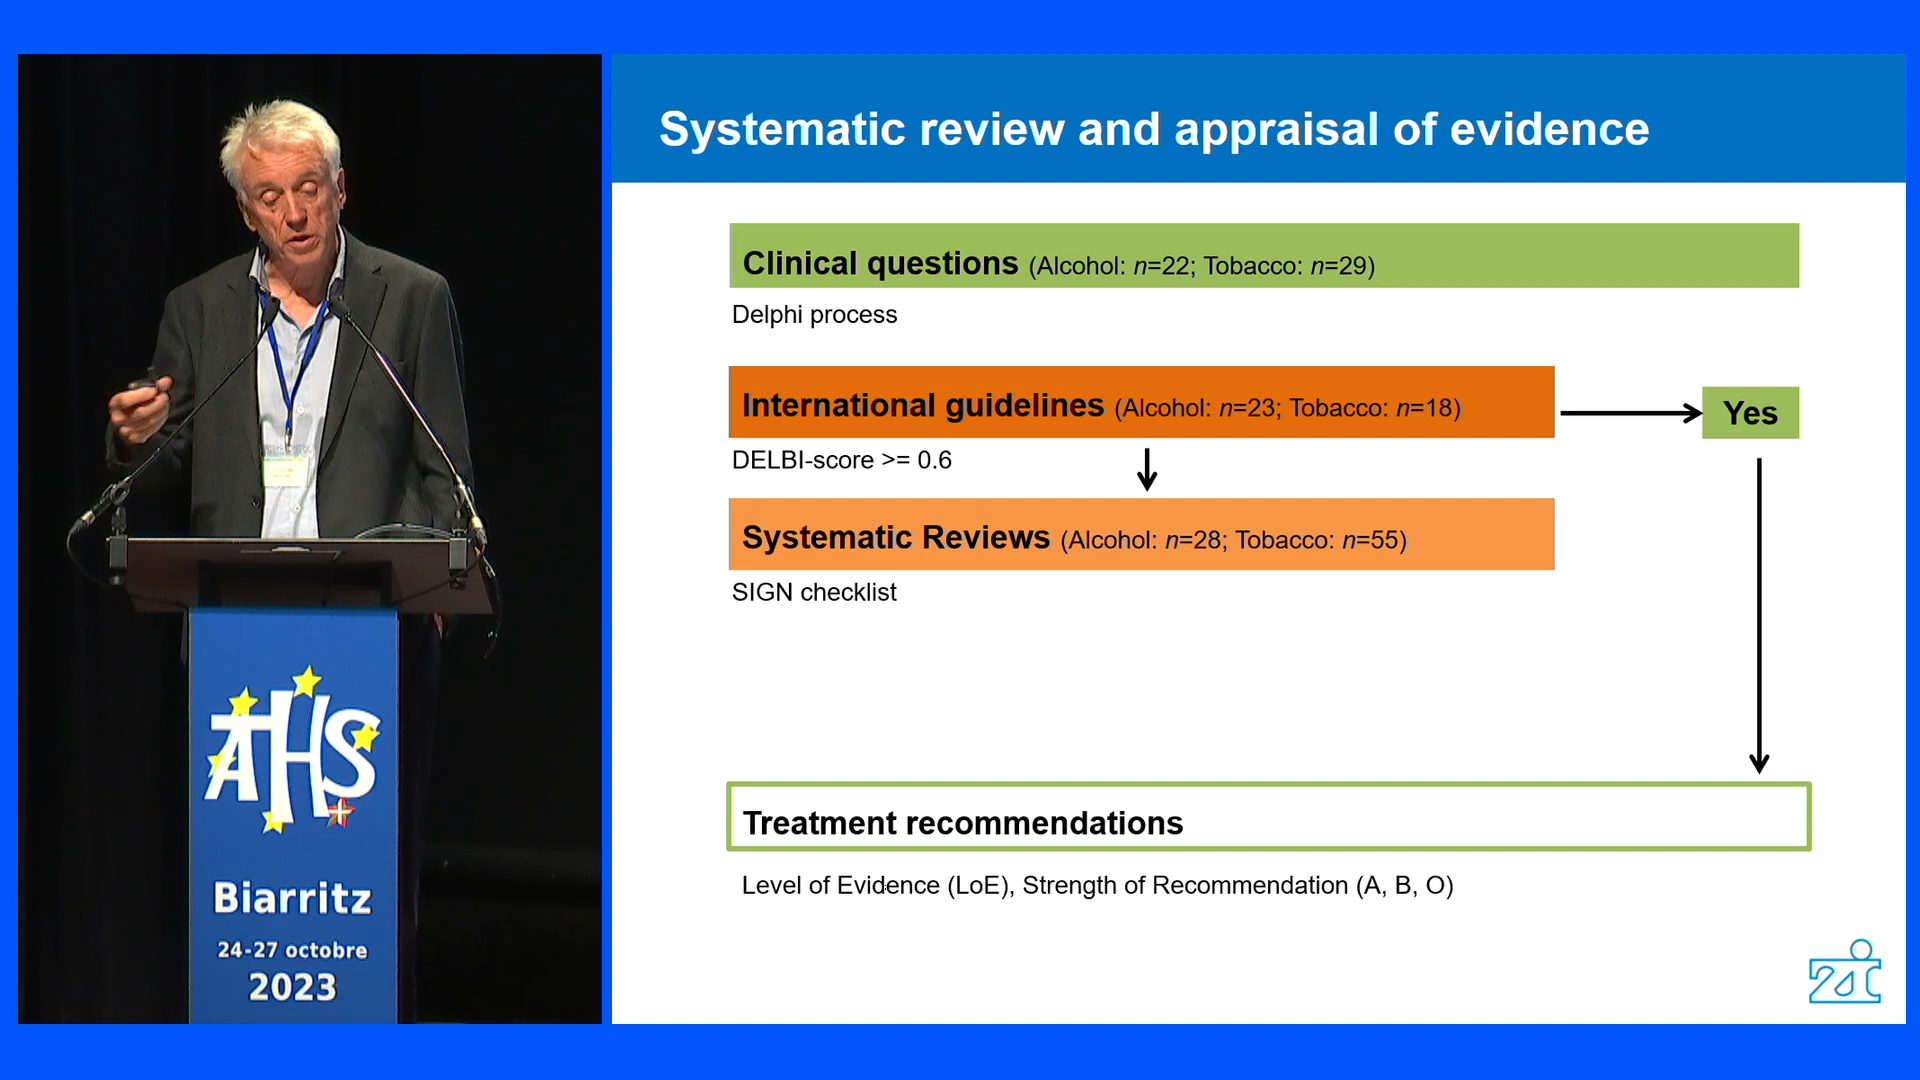 Systematic review and appraisal of evidence
Clinical questions (Alcohol: n=22; Tobacco: n=29)
Delphi process
International guidelines (Alcohol: n=23; Tobacco: n=18)
Yes
DELBI-score >= 0.6
Systematic Reviews (Alcohol: n=28; Tobacco: n=55)
SIGN checklist
Treatment recommendations
Level of Evidence (LoE), Strength of Recommendation (A, B, O)
zi
ATHS
Biarritz
24-27 octobre
2023